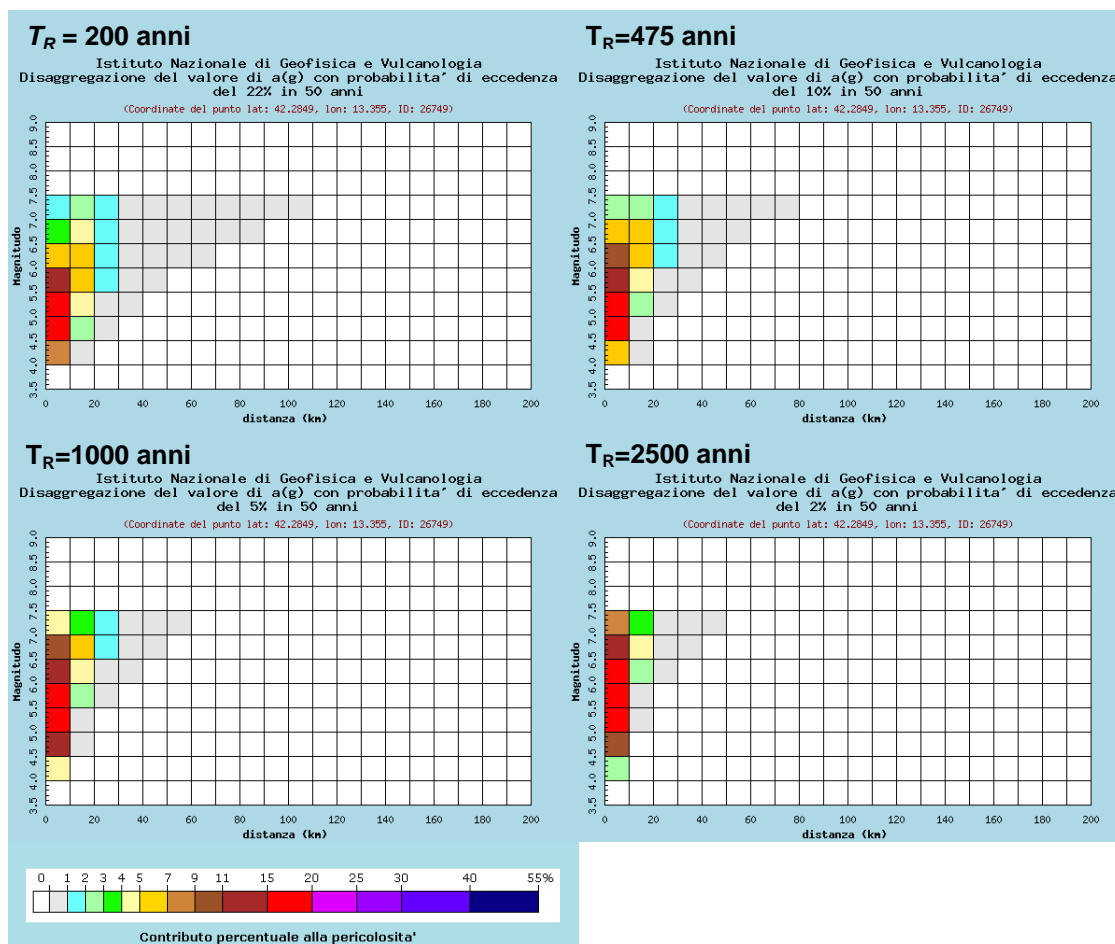 T_R = 200 anni
Istituto Nazionale di Geofisica e Vulcanologia
Disaggregazione del valore di a(g) con probabilita' di eccedenza
del 22% in 50 anni
(Coordinate del punto lat: 42.2849, lon: 13.355, ID: 26749)
Magnitudo
9.0
8.5
8.0
7.5
7.0
6.5
6.0
5.5
5.0
4.5
4.0
3.5
0 20 40 60 80 100 120 140 160 180 200
distanza (km)
T_R=475 anni
Istituto Nazionale di Geofisica e Vulcanologia
Disaggregazione del valore di a(g) con probabilita' di eccedenza
del 10% in 50 anni
(Coordinate del punto lat: 42.2849, lon: 13.355, ID: 26749)
Magnitudo
9.0
8.5
8.0
7.5
7.0
6.5
6.0
5.5
5.0
4.5
4.0
3.5
0 20 40 60 80 100 120 140 160 180 200
distanza (km)
T_R=1000 anni
Istituto Nazionale di Geofisica e Vulcanologia
Disaggregazione del valore di a(g) con probabilita' di eccedenza
del 5% in 50 anni
(Coordinate del punto lat: 42.2849, lon: 13.355, ID: 26749)
Magnitudo
9.0
8.5
8.0
7.5
7.0
6.5
6.0
5.5
5.0
4.5
4.0
3.5
0 20 40 60 80 100 120 140 160 180 200
distanza (km)
T_R=2500 anni
Istituto Nazionale di Geofisica e Vulcanologia
Disaggregazione del valore di a(g) con probabilita' di eccedenza
del 2% in 50 anni
(Coordinate del punto lat: 42.2849, lon: 13.355, ID: 26749)
Magnitudo
9.0
8.5
8.0
7.5
7.0
6.5
6.0
5.5
5.0
4.5
4.0
3.5
0 20 40 60 80 100 120 140 160 180 200
distanza (km)
0 1 2 3 4 5 7 9 11 15 20 25 30 40 55%
Contributo percentuale alla pericolosita'